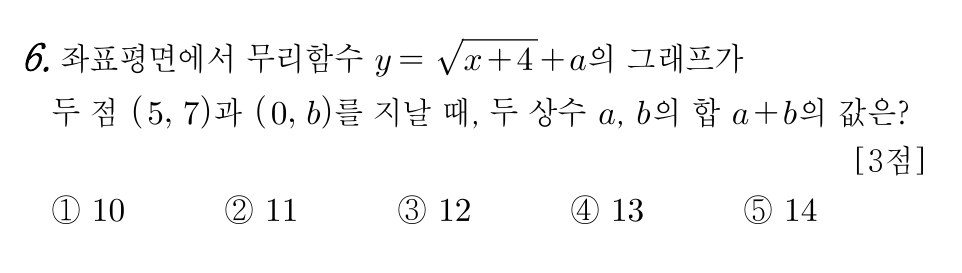 6. 좌표평면에서 무리함수 y = √(x+4) + a의 그래프가
두 점 (5, 7)과 (0, b)를 지날 때, 두 상수 a, b의 합 a+b의 값은?
[3점]
① 10 ② 11 ③ 12 ④ 13 ⑤ 14